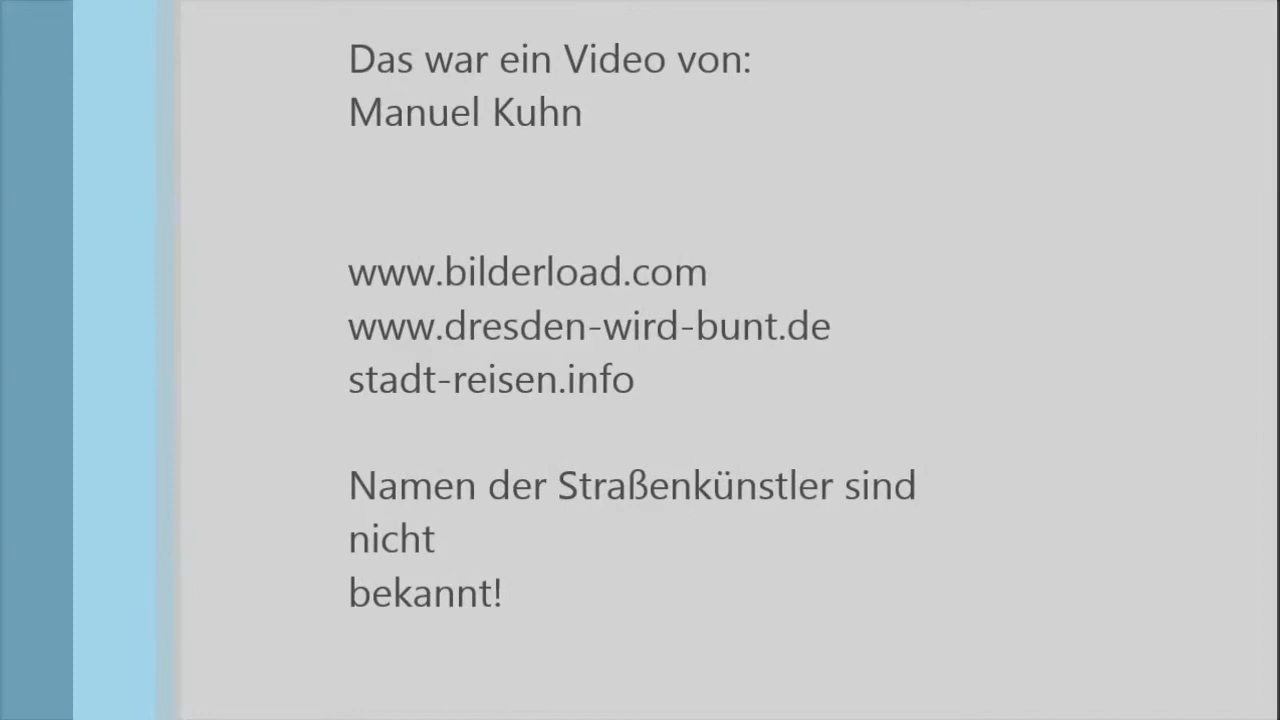 Das war ein Video von:
Manuel Kuhn
www.bilderload.com
www.dresden-wird-bunt.de
stadt-reisen.info
Namen der Straßenkünstler sind
nicht
bekannt!